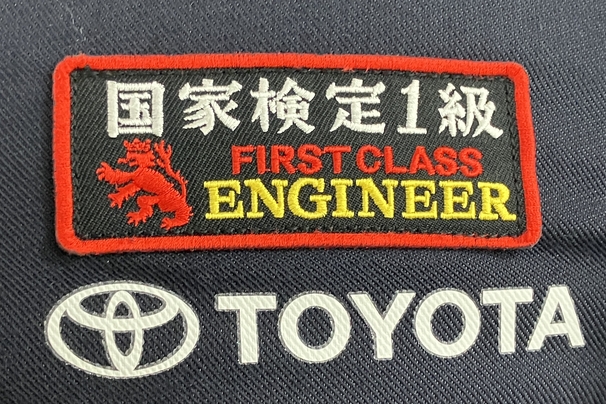 国家検定1級
FIRST CLASS
ENGINEER
TOYOTA